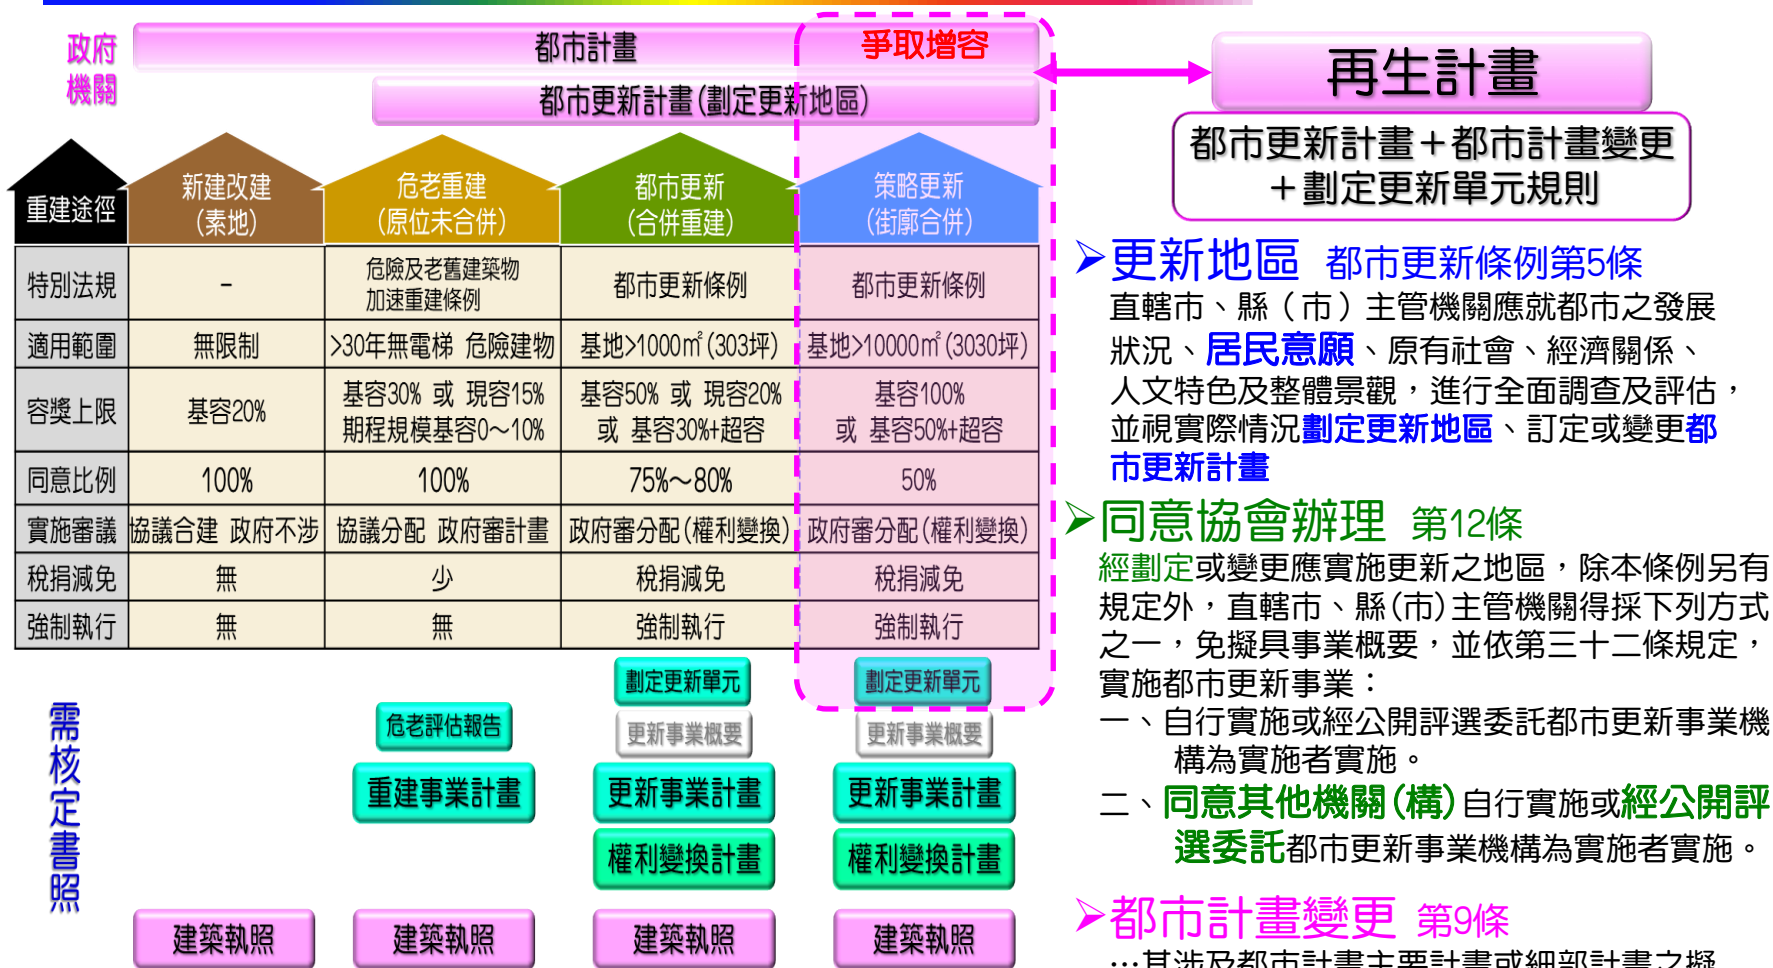 政府
機關
都市計畫
爭取增容
都市更新計畫(劃定更新地區)
重建途徑
新建改建
(素地)
危老重建
(原位未合併)
都市更新
(合併重建)
策略更新
(街廓合併)
特別法規
-
危險及老舊建築物
加速重建條例
都市更新條例
都市更新條例
適用範圍
無限制
>30年無電梯 危險建物
基地>1000㎡(303坪)
基地>10000㎡(3030坪)
容獎上限
基容20%
基容30% 或 現容15%
期程規模基容0～10%
基容50% 或 現容20%
或 基容30%+超容
基容100%
或 基容50%+超容
同意比例
100%
100%
75%～80%
50%
實施審議
協議合建 政府不涉
協議分配 政府審計畫
政府審分配(權利變換)
政府審分配(權利變換)
稅捐減免
無
少
稅捐減免
稅捐減免
強制執行
無
無
強制執行
強制執行
需核定書照
劃定更新單元
劃定更新單元
危老評估報告
更新事業概要
更新事業概要
重建事業計畫
更新事業計畫
更新事業計畫
權利變換計畫
權利變換計畫
建築執照
建築執照
建築執照
建築執照
再生計畫
都市更新計畫＋都市計畫變更
＋劃定更新單元規則
➢更新地區 都市更新條例第5條
直轄市、縣（市）主管機關應就都市之發展
狀況、居民意願、原有社會、經濟關係、
人文特色及整體景觀，進行全面調查及評估，
並視實際情況劃定更新地區、訂定或變更都
市更新計畫
➢同意協會辦理 第12條
經劃定或變更應實施更新之地區，除本條例另有
規定外，直轄市、縣(市)主管機關得採下列方式
之一，免擬具事業概要，並依第三十二條規定，
實施都市更新事業：
一、自行實施或經公開評選委託都市更新事業機
構為實施者實施。
二、同意其他機關(構)自行實施或經公開評
選委託都市更新事業機構為實施者實施。
➢都市計畫變更 第9條
…其涉及都市計畫主要計畫或細部計畫之擬